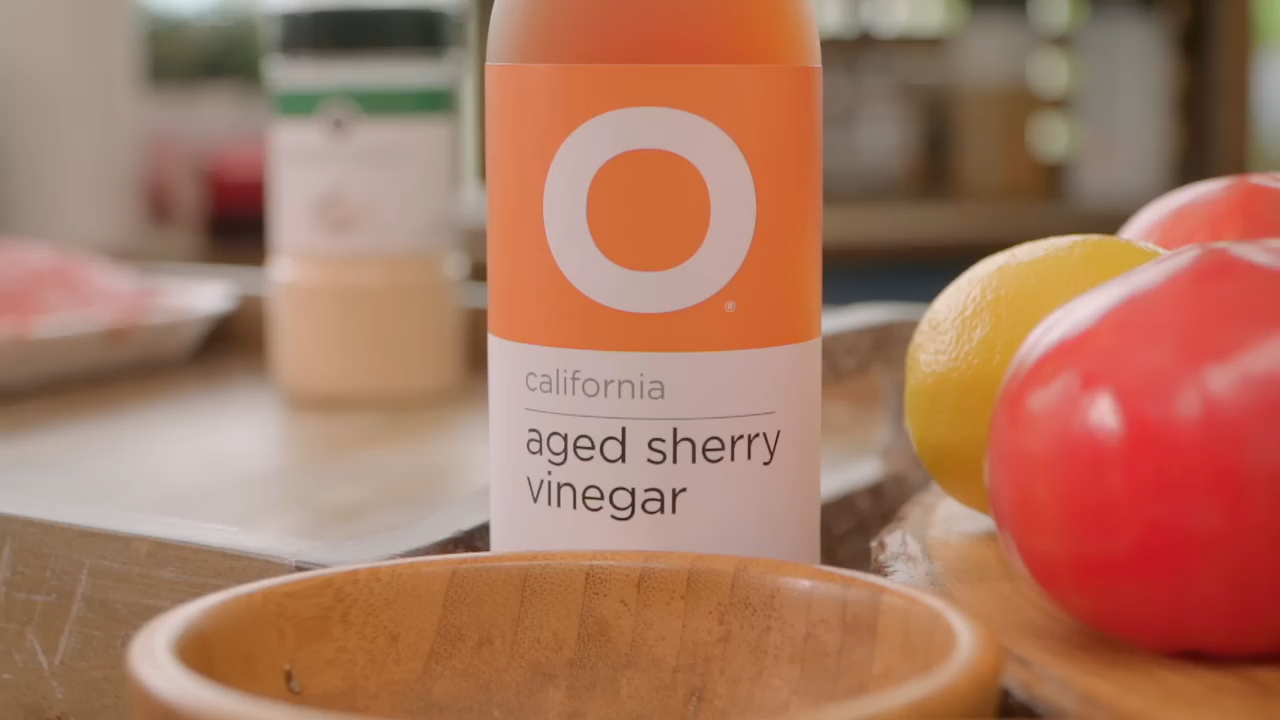 O
®
california
aged sherry
vinegar